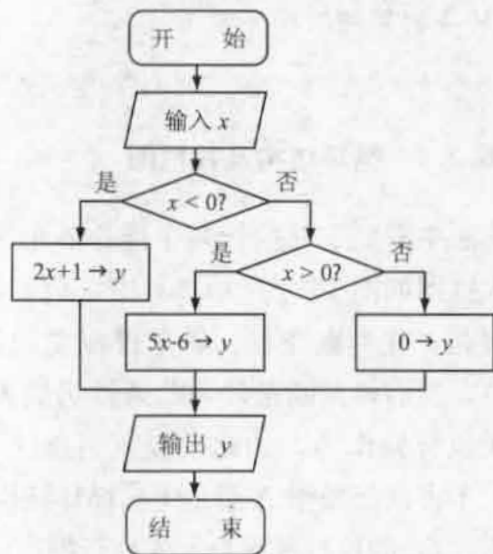 开 始
输入 x
是
x < 0?
否
2x+1 → y
是
x > 0?
否
5x-6 → y
0 → y
输出 y
结 束